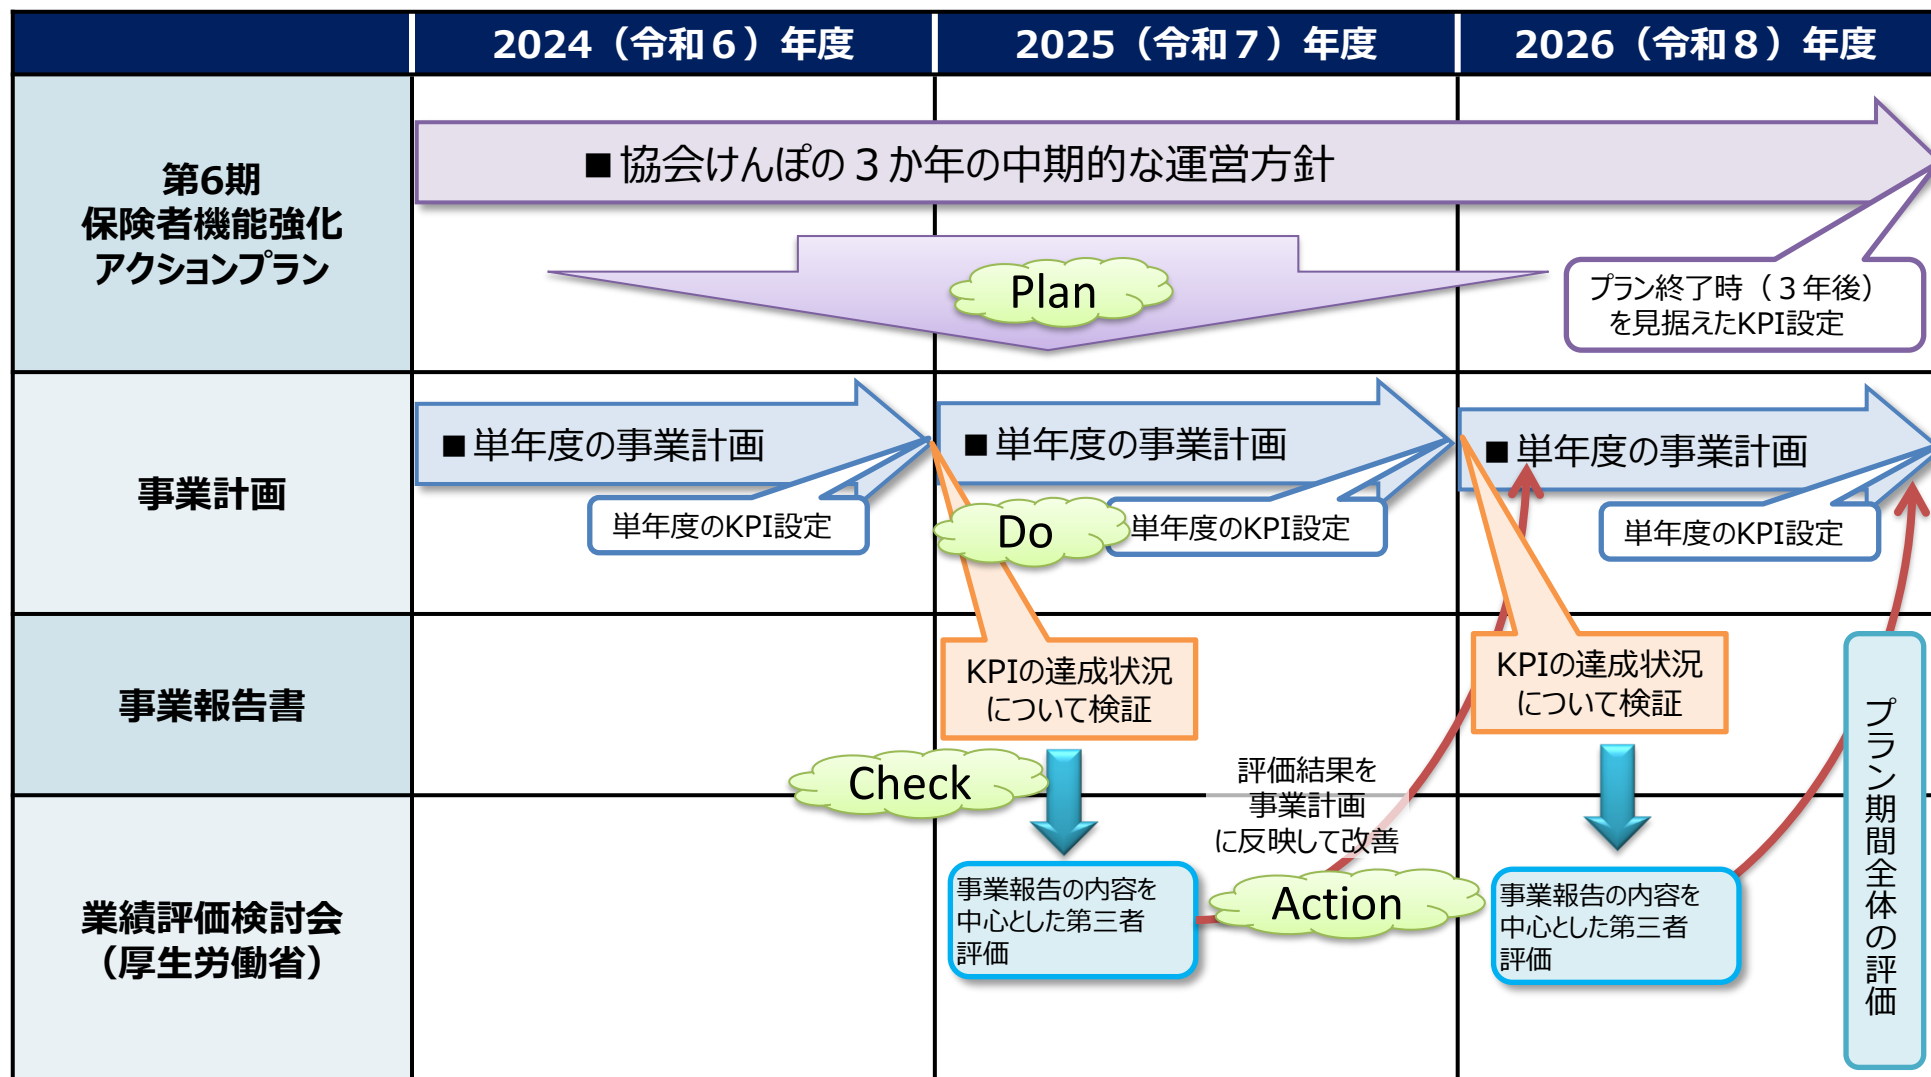 2024（令和６）年度
2025（令和７）年度
2026（令和８）年度
第6期
保険者機能強化
アクションプラン
■ 協会けんぽの３か年の中期的な運営方針
Plan
プラン終了時（３年後）
を見据えたKPI設定
事業計画
■ 単年度の事業計画
単年度のKPI設定
■ 単年度の事業計画
Do
単年度のKPI設定
■ 単年度の事業計画
単年度のKPI設定
事業報告書
KPIの達成状況
について検証
KPIの達成状況
について検証
Check
評価結果を
事業計画
に反映して改善
プラン期間全体の評価
業績評価検討会
（厚生労働省）
事業報告の内容を
中心とした第三者
評価
Action
事業報告の内容を
中心とした第三者
評価